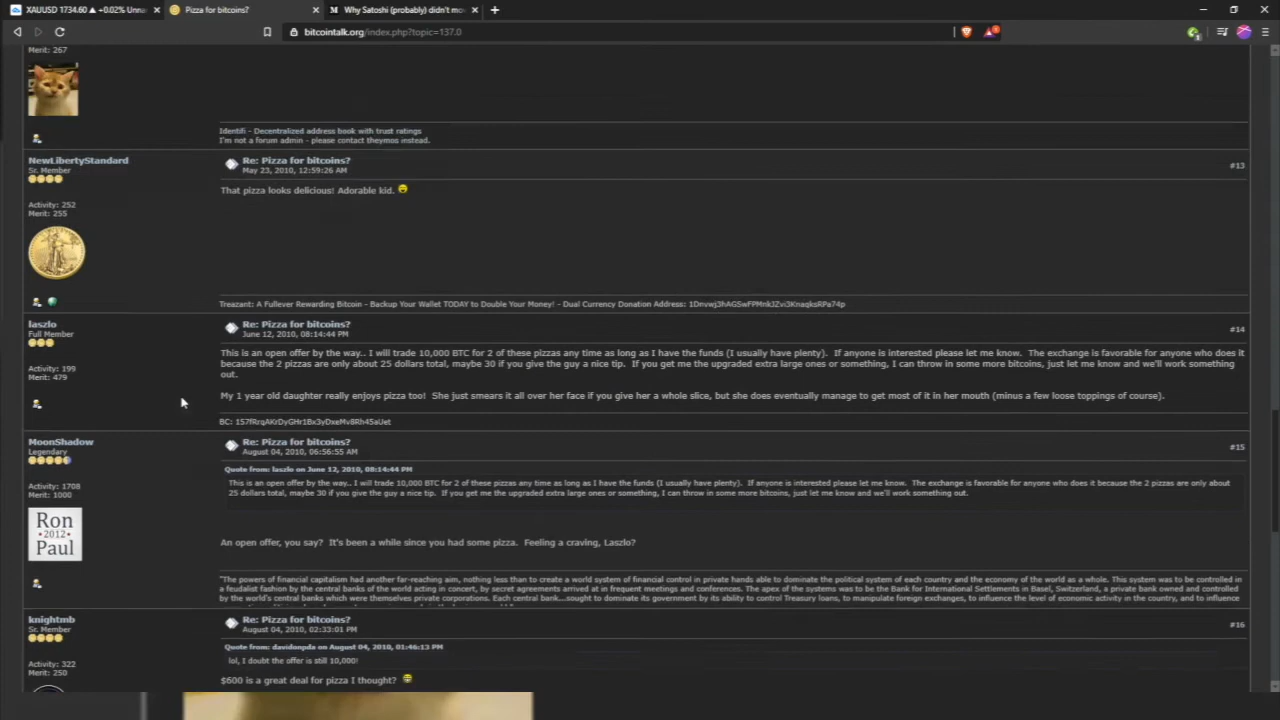 XAUUSD 1734.60 ▲ +0.02% Unna
Pizza for bitcoins?
Why Satoshi (probably) didn't mo
bitcointalk.org/index.php?topic=137.0
Merit: 267
Identifi - Decentralized address book with trust ratings
I'm not a forum admin - please contact theymos instead.
NewLibertyStandard
Sr. Member
Re: Pizza for bitcoins?
May 23, 2010, 12:59:26 AM
#13
That pizza looks delicious! Adorable kid.
Activity: 252
Merit: 255
Treazant: A Fullever Rewarding Bitcoin - Backup Your Wallet TODAY to Double Your Money! - Dual Currency Donation Address:
laszlo
Full Member
Re: Pizza for bitcoins?
June 12, 2010, 08:14:44 PM
#14
Activity: 199
Merit: 479
This is an open offer by the way.. I will trade 10,000 BTC for 2 of these pizzas any time as long as I have the funds (I usually have plenty). If anyone is interested please let me know. The exchange is favorable for anyone who does it
because the 2 pizzas are only about 25 dollars total, maybe 30 if you give the guy a nice tip. If you get me the upgraded extra large ones or something, I can throw in some more bitcoins, just let me know and we'll work something
out.
My 1 year old daughter really enjoys pizza too! She just smears it all over her face if you give her a whole slice, but she does eventually manage to get most of it in her mouth (minus a few loose toppings of course).
BC: 157fRrqAKrDyGHr1Bx3yDxeMv8Rh45aUet
MoonShadow
Legendary
Re: Pizza for bitcoins?
August 04, 2010, 06:56:55 AM
#15
Activity: 1708
Merit: 1000
Ron
2012
Paul
Quote from: laszlo on June 12, 2010, 08:14:44 PM
This is an open offer by the way.. I will trade 10,000 BTC for 2 of these pizzas any time as long as I have the funds (I usually have plenty). If anyone is interested please let me know. The exchange is favorable for anyone who does it because the 2 pizzas are only about
25 dollars total, maybe 30 if you give the guy a nice tip. If you get me the upgraded extra large ones or something, I can throw in some more bitcoins, just let me know and we'll work something out.
An open offer, you say? It's been a while since you had some pizza. Feeling a craving, Laszlo?
"The powers of financial capitalism had another far-reaching aim, nothing less than to create a world system of financial control in private hands able to dominate the political system of each country and the economy of the world as a whole. This system was to be controlled in
a feudalist fashion by the central banks of the world acting in concert, by secret agreements arrived at in frequent meetings and conferences. The apex of the systems was to be the Bank for International Settlements in Basel, Switzerland, a private bank owned and controlled
by the world's central banks which were themselves private corporations. Each central bank...sought to dominate its government by its ability to control Treasury loans, to manipulate foreign exchanges, to influence the level of economic activity in the country, and to influence
knightmb
Sr. Member
Re: Pizza for bitcoins?
August 04, 2010, 02:33:01 PM
#16
Activity: 322
Merit: 250
Quote from: davidonpda on August 04, 2010, 01:46:13 PM
lol, I doubt the offer is still 10,000!
$600 is a great deal for pizza I thought?